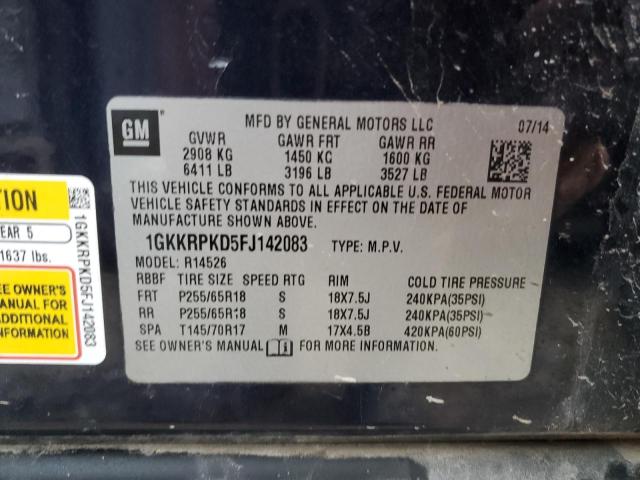 GM
MFD BY GENERAL MOTORS LLC 07/14
GVWR GAWR FRT GAWR RR
2908 KG 1450 KG 1600 KG
6411 LB 3196 LB 3527 LB
THIS VEHICLE CONFORMS TO ALL APPLICABLE U.S. FEDERAL MOTOR
VEHICLE SAFETY STANDARDS IN EFFECT ON THE DATE OF
MANUFACTURE SHOWN ABOVE.
1GKKRPKD5FJ142083 TYPE: M.P.V.
MODEL: R14526
RBBF TIRE SIZE SPEED RTG RIM COLD TIRE PRESSURE
FRT P255/65R18 S 18X7.5J 240KPA(35PSI)
RR P255/65R18 S 18X7.5J 240KPA(35PSI)
SPA T145/70R17 M 17X4.5B 420KPA(60PSI)
SEE OWNER'S MANUAL FOR MORE INFORMATION.
TION
EAR 5
1637 lbs.
SEE OWNER'S
MANUAL FOR
ADDITIONAL
FORMATION
1GKKRPKD5FJ142083